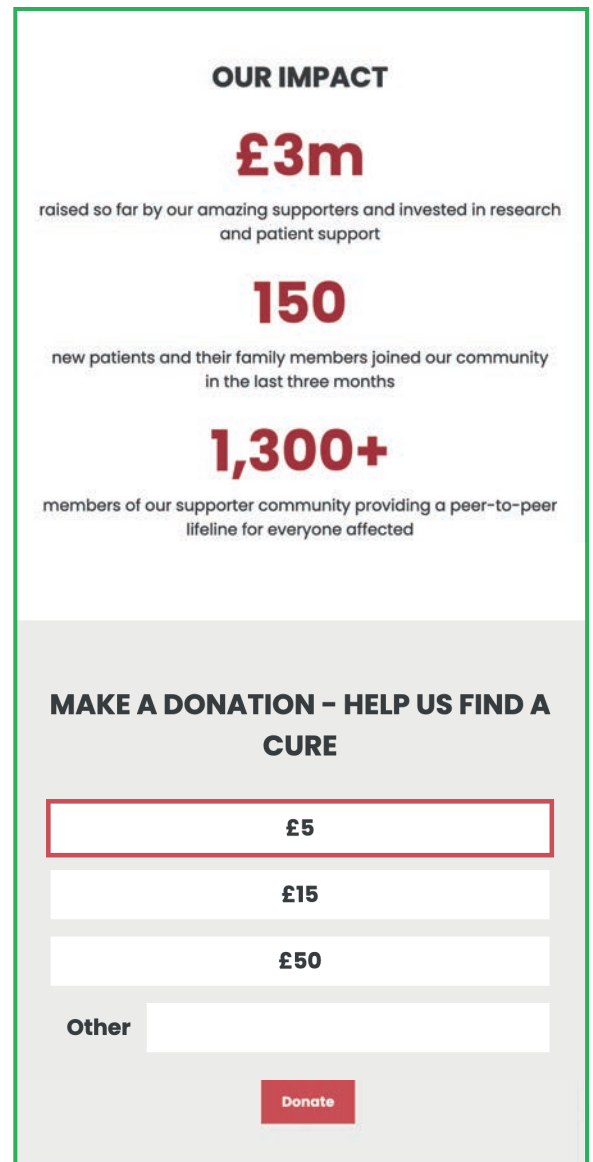 OUR IMPACT
£3m
raised so far by our amazing supporters and invested in research
and patient support
150
new patients and their family members joined our community
in the last three months
1,300+
members of our supporter community providing a peer-to-peer
lifeline for everyone affected
MAKE A DONATION - HELP US FIND A
CURE
£5
£15
£50
Other
Donate